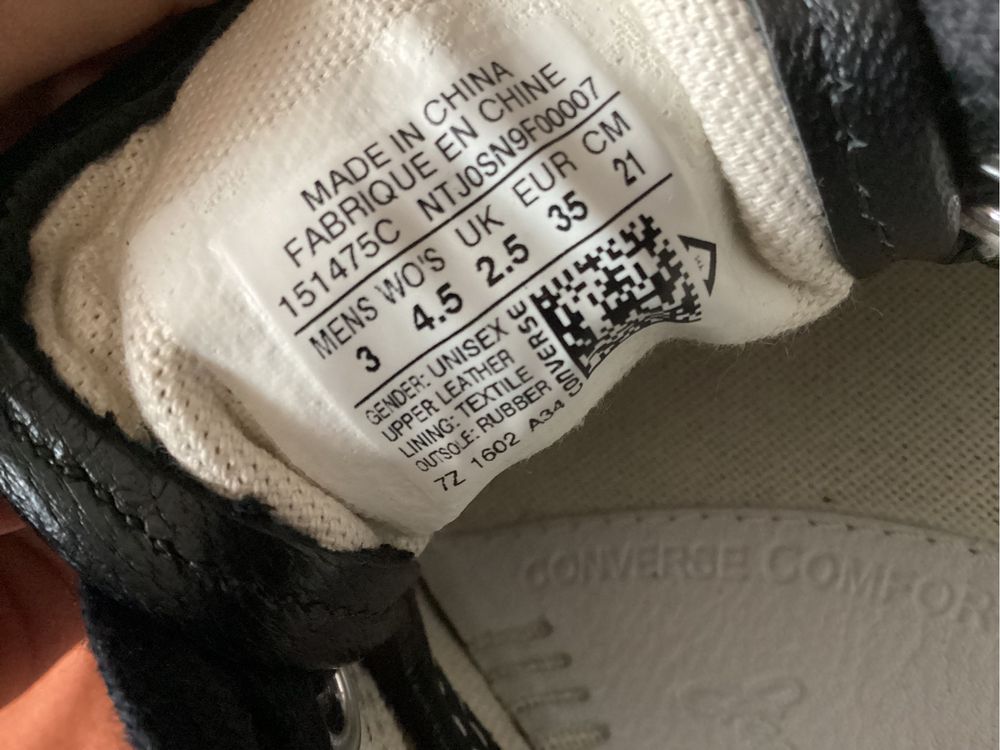 MADE IN CHINA
FABRIQUE EN CHINE
151475C NTJ0SN9F00007
MENS WO'S UK EUR CM
3 4.5 2.5 35 21
GENDER: UNISEX
UPPER LEATHER
LINING: TEXTILE
OUTSOLE: RUBBER
7Z 1602 A34
CONVERSE COMFOR